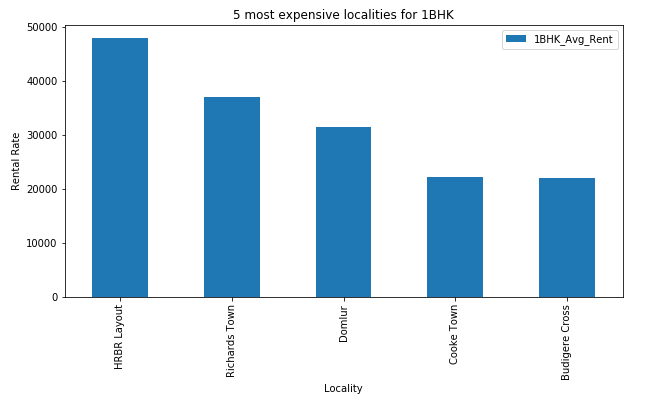 5 most expensive localities for 1BHK
1BHK_Avg_Rent
Rental Rate
50000
40000
30000
20000
10000
0
HRBR Layout
Richards Town
Domlur
Cooke Town
Budigere Cross
Locality